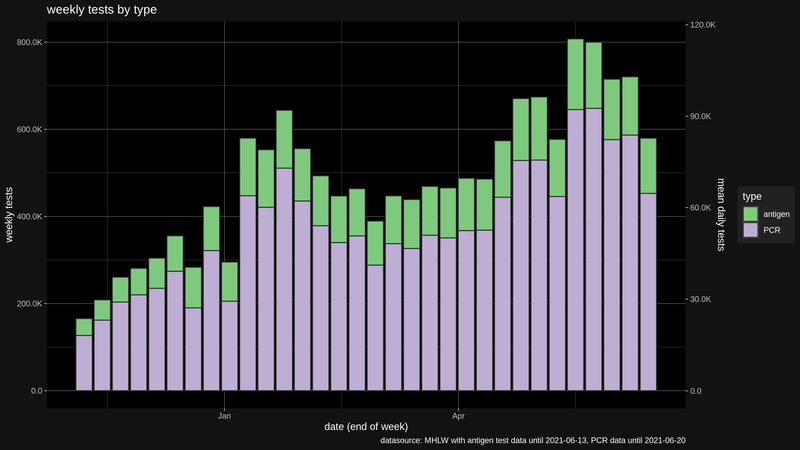 weekly tests by type
800.0K
600.0K
400.0K
200.0K
0.0
weekly tests
120.0K
90.0K
60.0K
30.0K
0.0
mean daily tests
type
antigen
PCR
Jan
Apr
date (end of week)
datasource: MHLW with antigen test data until 2021-06-13, PCR data until 2021-06-20